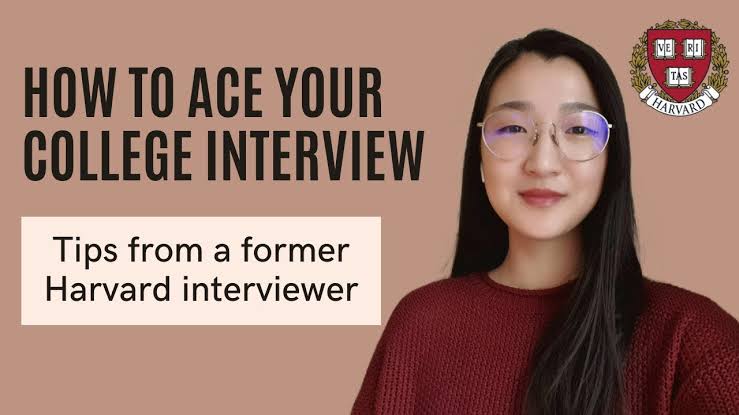 HOW TO ACE YOUR
COLLEGE INTERVIEW
Tips from a former
Harvard interviewer
VE RI
TAS
HARVARD